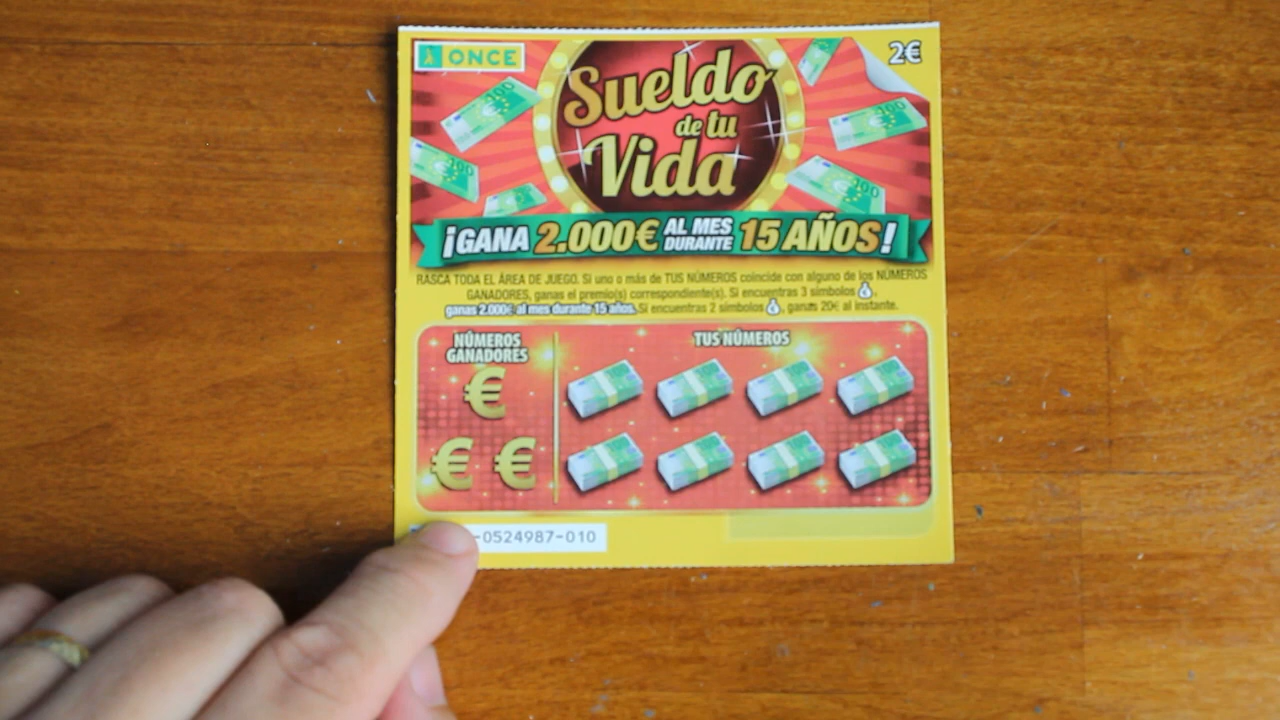 ONCE
2€
Sueldo
de tu
Vida
¡GANA 2.000€ AL MES DURANTE 15 AÑOS!
RASCA TODA EL ÁREA DE JUEGO. Si uno o más de TUS NÚMEROS coincide con alguno de los NÚMEROS
GANADORES, ganas el premio(s) correspondiente(s). Si encuentras 3 símbolos ,
ganas 2.000€ al mes durante 15 años. Si encuentras 2 símbolos , ganas 20€ al instante.
NÚMEROS
GANADORES
TUS NÚMEROS
€
€ €
-0524987-010